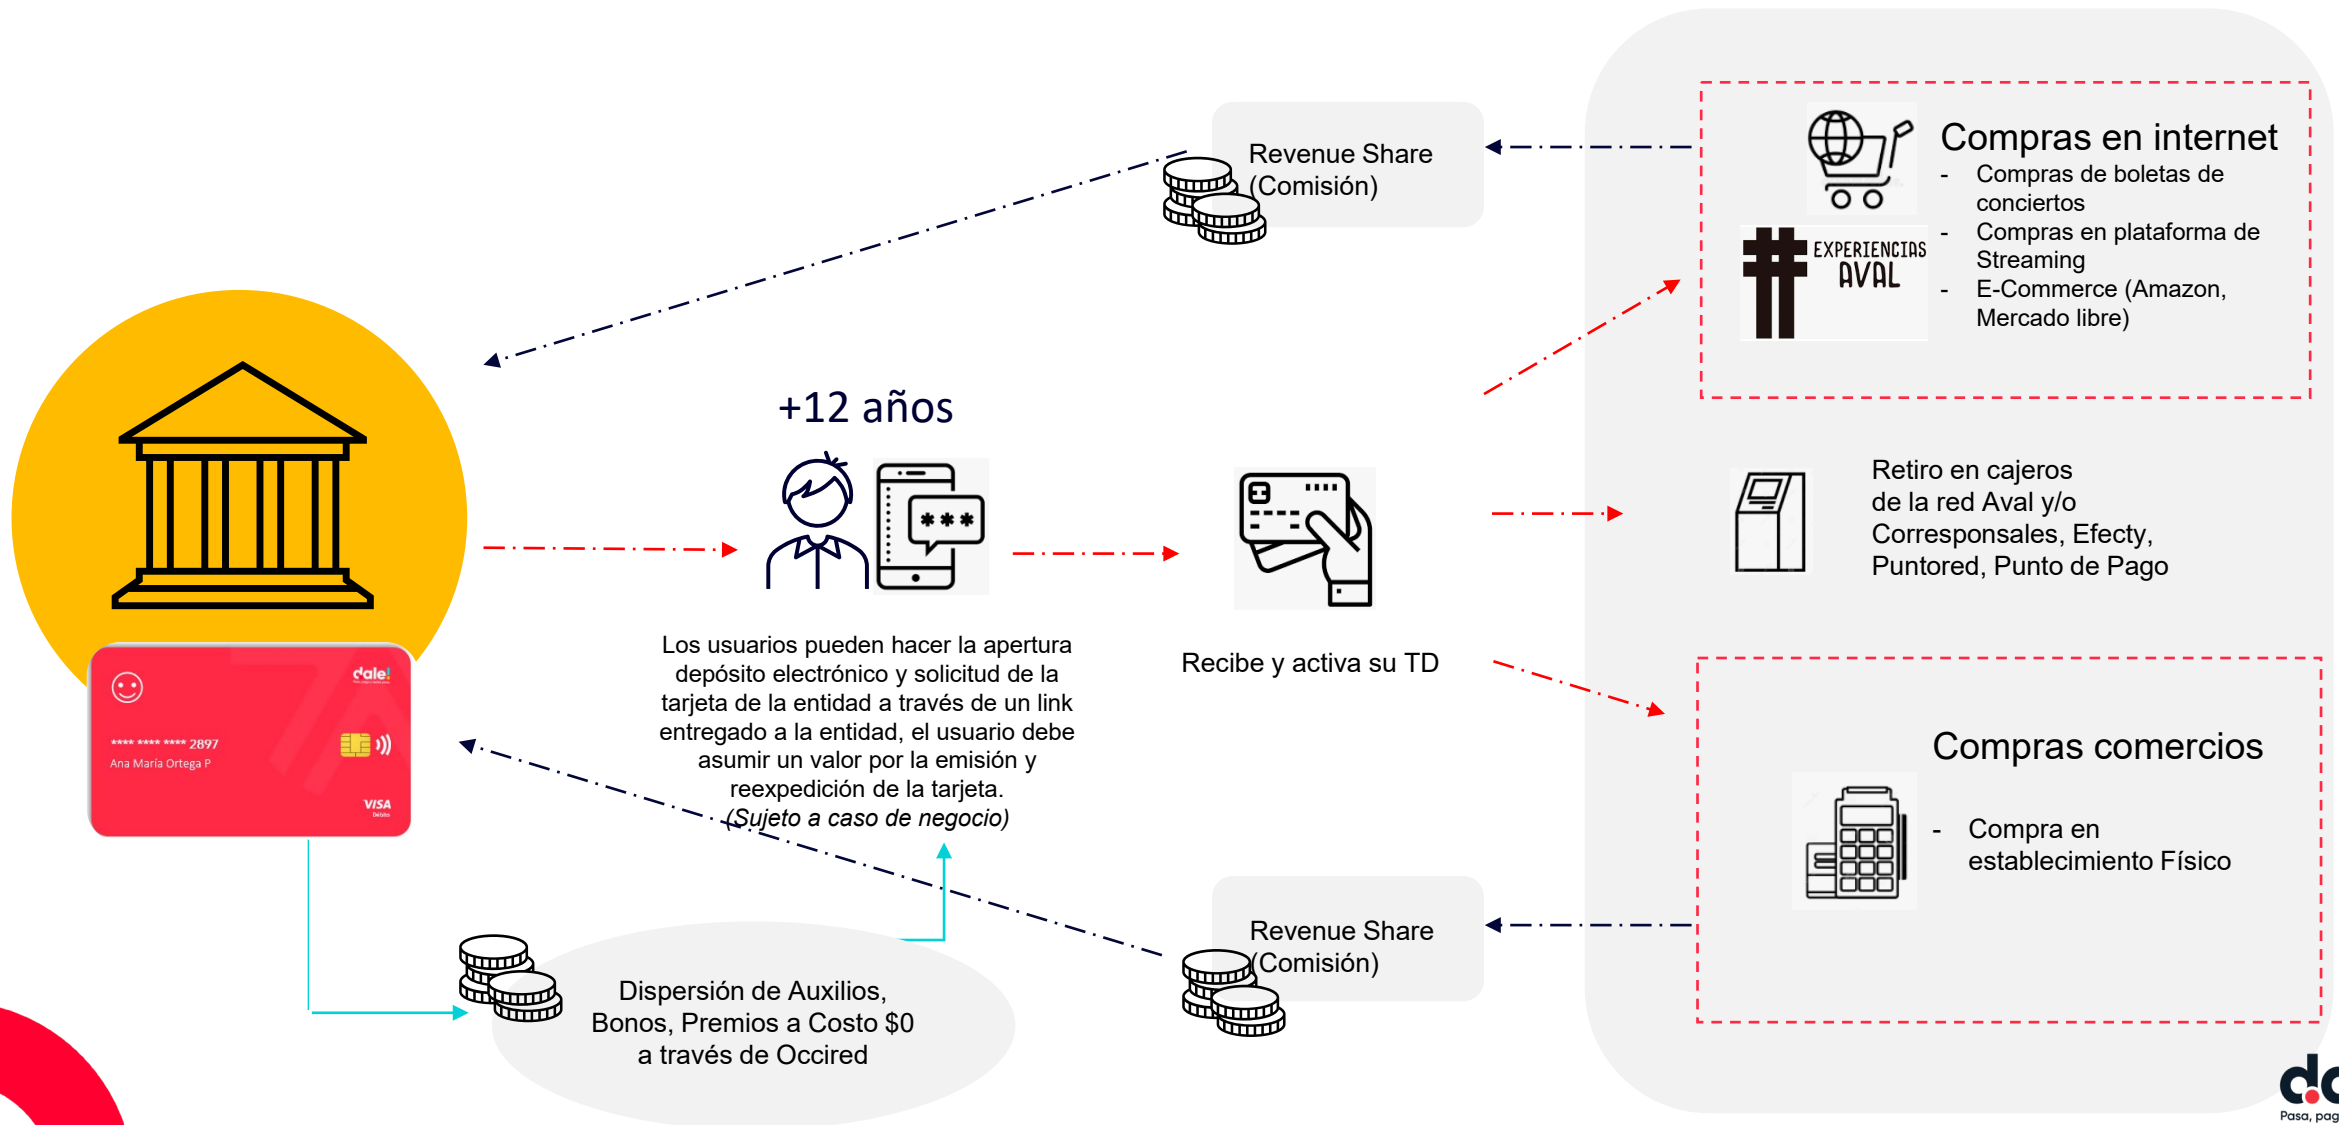 Revenue Share
(Comisión)
Compras en internet
- Compras de boletas de
conciertos
- Compras en plataforma de
Streaming
- E-Commerce (Amazon,
Mercado libre)
EXPERIENCIAS
AVAL
+12 años
***
Los usuarios pueden hacer la apertura
depósito electrónico y solicitud de la
tarjeta de la entidad a través de un link
entregado a la entidad, el usuario debe
asumir un valor por la emisión y
reexpedición de la tarjeta.
(Sujeto a caso de negocio)
Recibe y activa su TD
Retiro en cajeros
de la red Aval y/o
Corresponsales, Efecty,
Puntored, Punto de Pago
dale!
**** **** **** 2897
Ana María Ortega P
VISA
Débito
Compras comercios
- Compra en
establecimiento Físico
Revenue Share
(Comisión)
Dispersión de Auxilios,
Bonos, Premios a Costo $0
a través de Occired
Pasa, pag